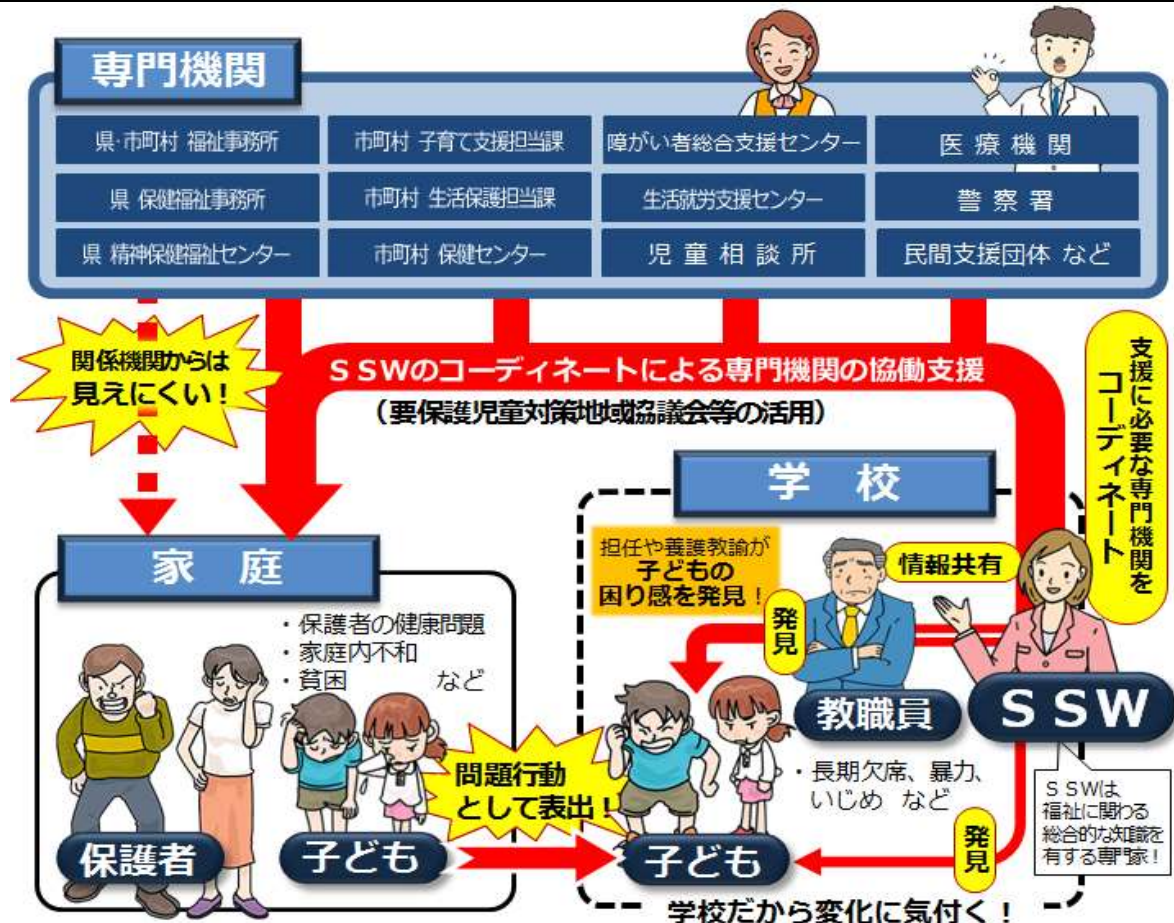 専門機関
県・市町村 福祉事務所
市町村 子育て支援担当課
障がい者総合支援センター
医療機関
県 保健福祉事務所
市町村 生活保護担当課
生活就労支援センター
警察署
県 精神保健福祉センター
市町村 保健センター
児童相談所
民間支援団体 など
関係機関からは
見えにくい！
ＳＳＷのコーディネートによる専門機関の協働支援
（要保護児童対策地域協議会等の活用）
支援に必要な専門機関を
コーディネート
学 校
担任や養護教諭が
子どもの
困り感を発見！
情報共有
発見
教職員
ＳＳＷ
家 庭
・保護者の健康問題
・家庭内不和
・貧困 など
問題行動
として表出！
保護者
子ども
子ども
・長期欠席、暴力、
いじめ など
発見
ＳＳＷは
福祉に関わる
総合的な知識を
有する専門家！
学校だから変化に気付く！